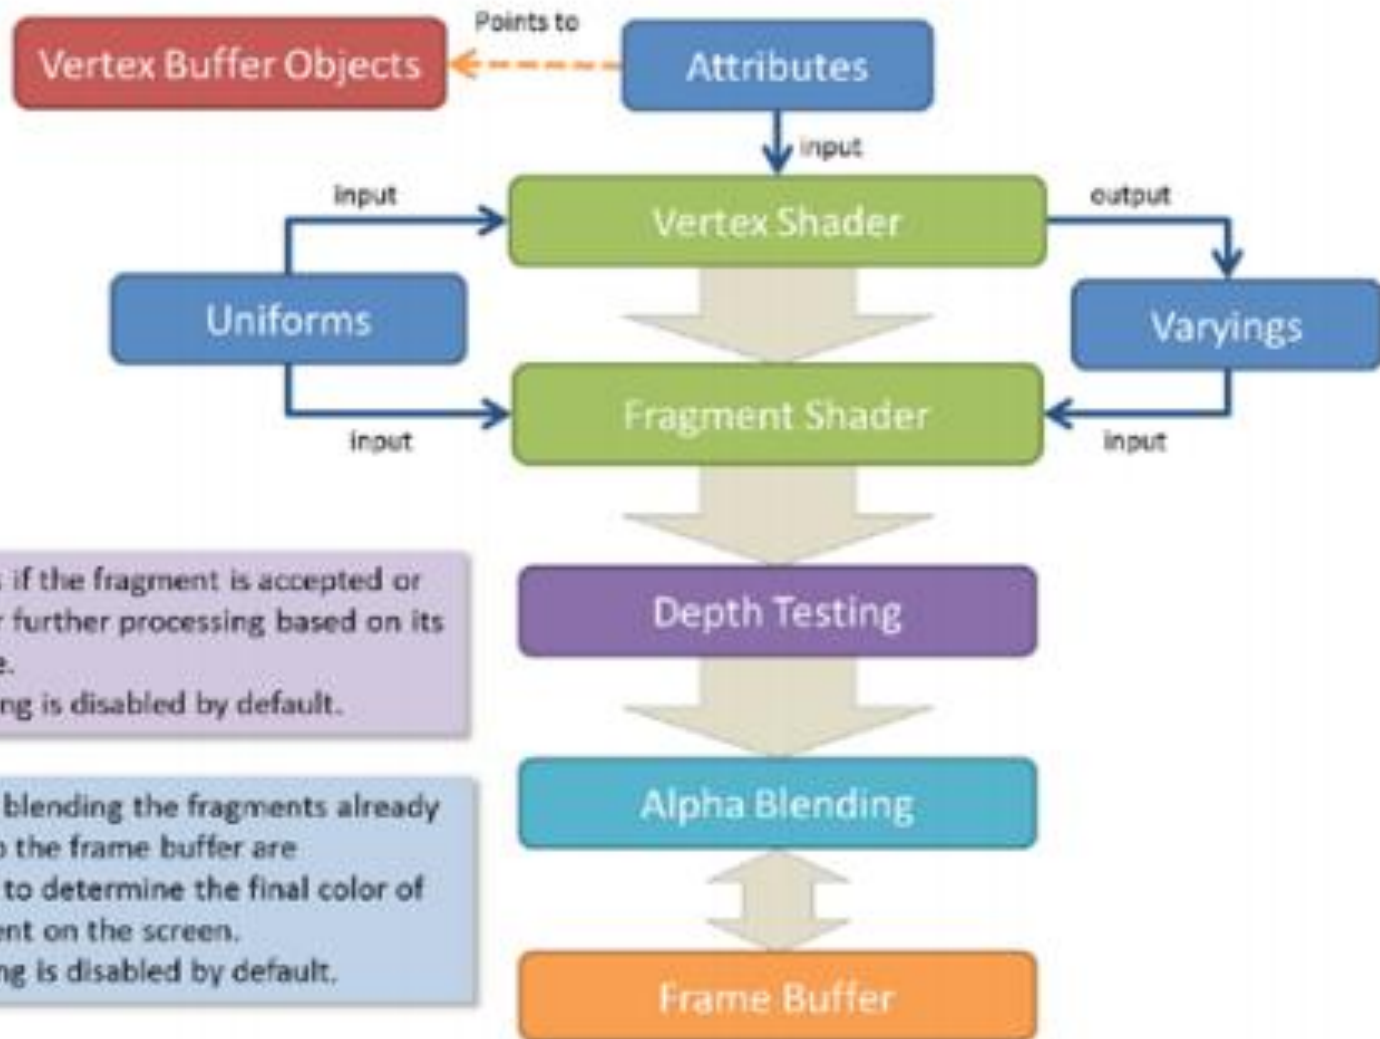 Points to
Vertex Buffer Objects
Attributes
input
input
Vertex Shader
output
Uniforms
Varyings
Fragment Shader
input
input
if the fragment is accepted or
further processing based on its
is disabled by default.
Depth Testing
blending the fragments already
the frame buffer are
to determine the final color of
on the screen.
is disabled by default.
Alpha Blending
Frame Buffer